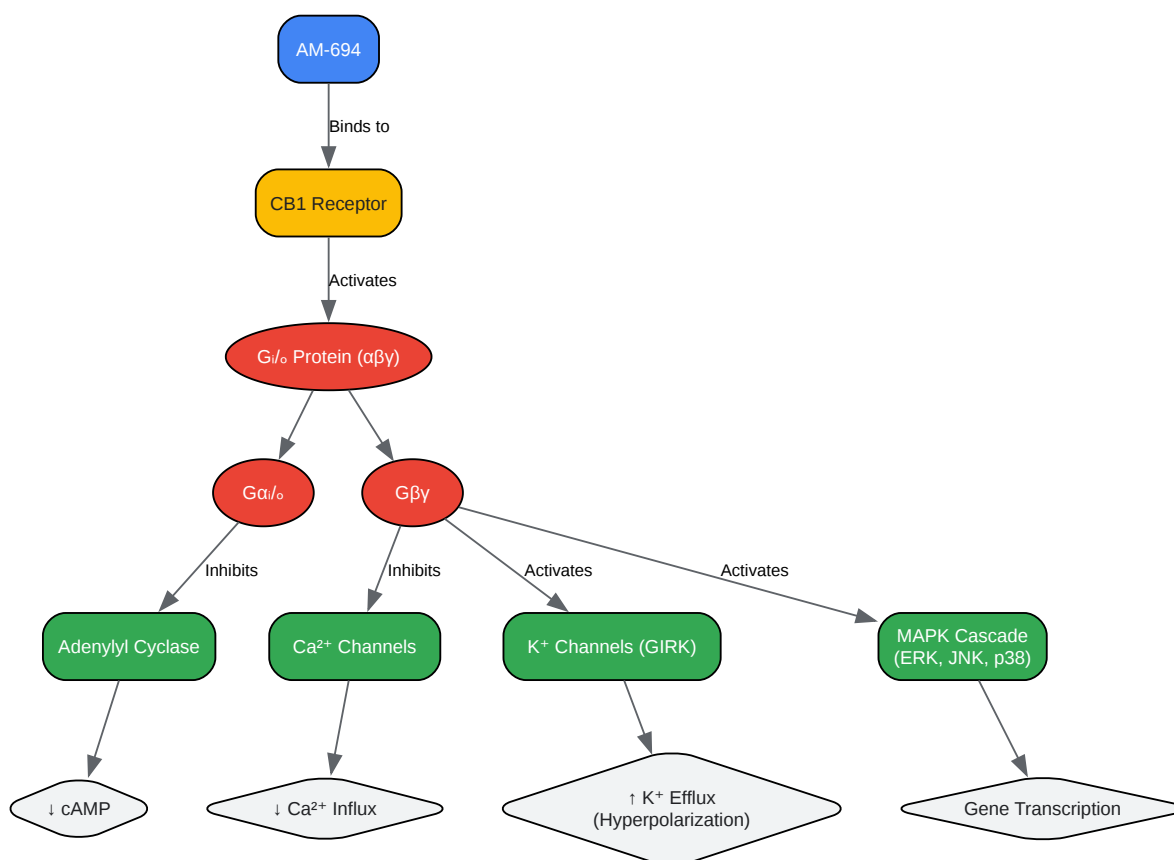 AM-694
Binds to
CB1 Receptor
Activates
Gᵢ/ₒ Protein (αβγ)
Gαᵢ/ₒ
Gβγ
Inhibits
Inhibits
Activates
Activates
Adenylyl Cyclase
Ca²⁺ Channels
K⁺ Channels (GIRK)
MAPK Cascade
(ERK, JNK, p38)
↓ cAMP
↓ Ca²⁺ Influx
↑ K⁺ Efflux
(Hyperpolarization)
Gene Transcription